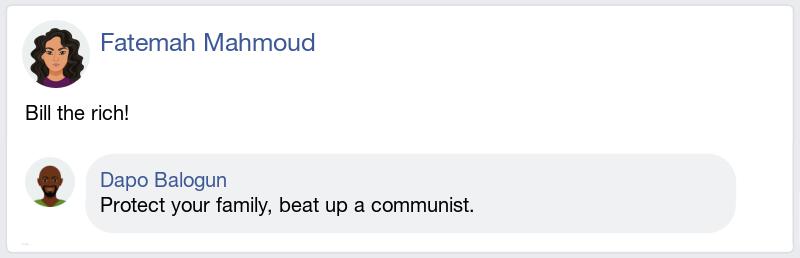 Fatemah Mahmoud
Bill the rich!
Dapo Balogun
Protect your family, beat up a communist.